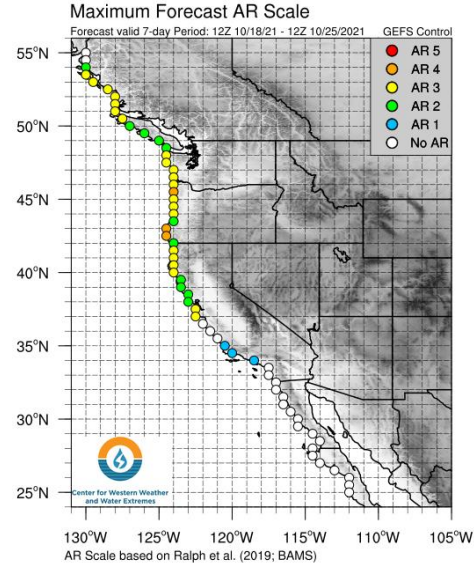 Maximum Forecast AR Scale
Forecast valid 7-day Period: 12Z 10/18/21 - 12Z 10/25/2021 GEFS Control
AR 5
AR 4
AR 3
AR 2
AR 1
No AR
55°N
50°N
45°N
40°N
35°N
30°N
25°N
Center for Western Weather
and Water Extremes
130°W 125°W 120°W 115°W 110°W 105°W
AR Scale based on Ralph et al. (2019; BAMS)